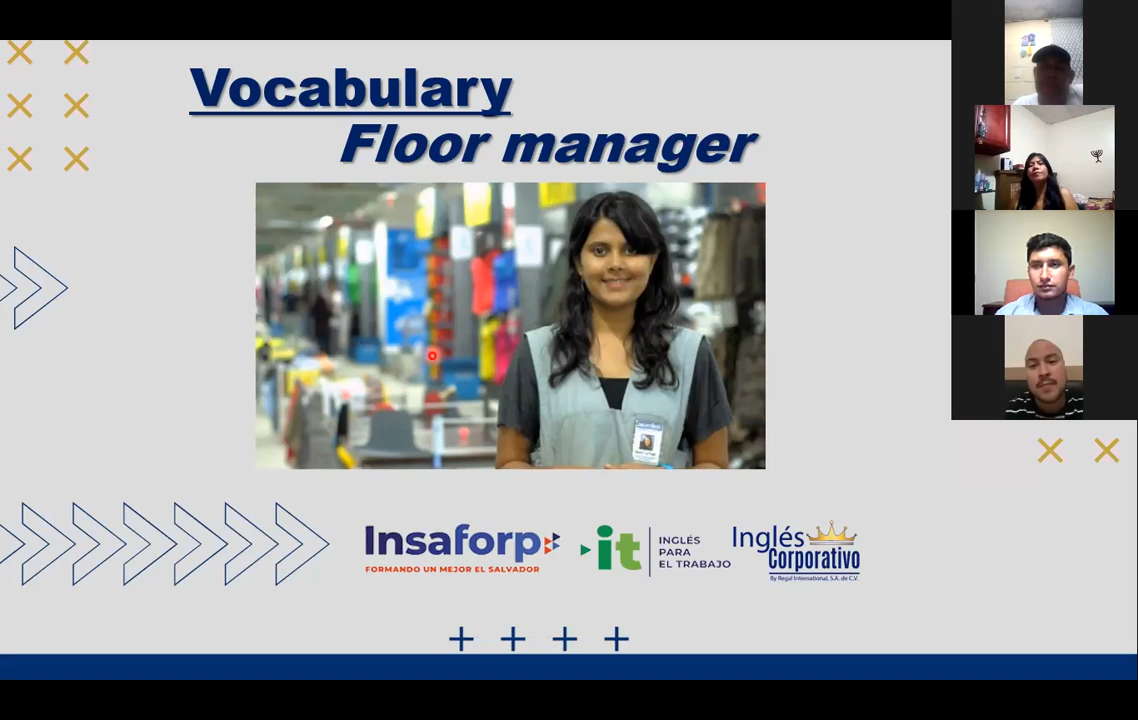 Vocabulary
Floor manager
Insaforp
FORMANDO UN MEJOR EL SALVADOR
it
INGLÉS
PARA
EL TRABAJO
Inglés
Corporativo
By Regal International, S.A. de C.V.